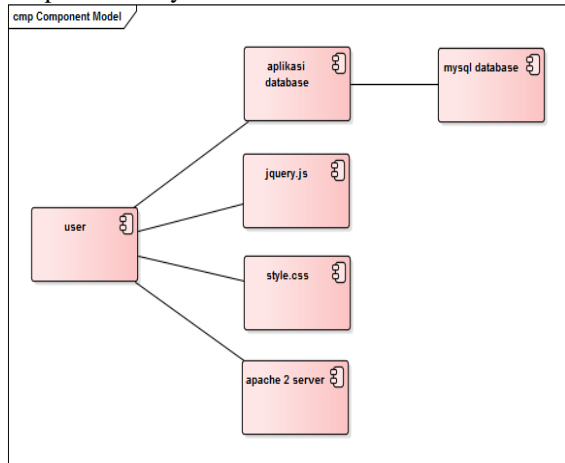 cmp Component Model
aplikasi
database
mysql database
jquery.js
user
style.css
apache 2 server